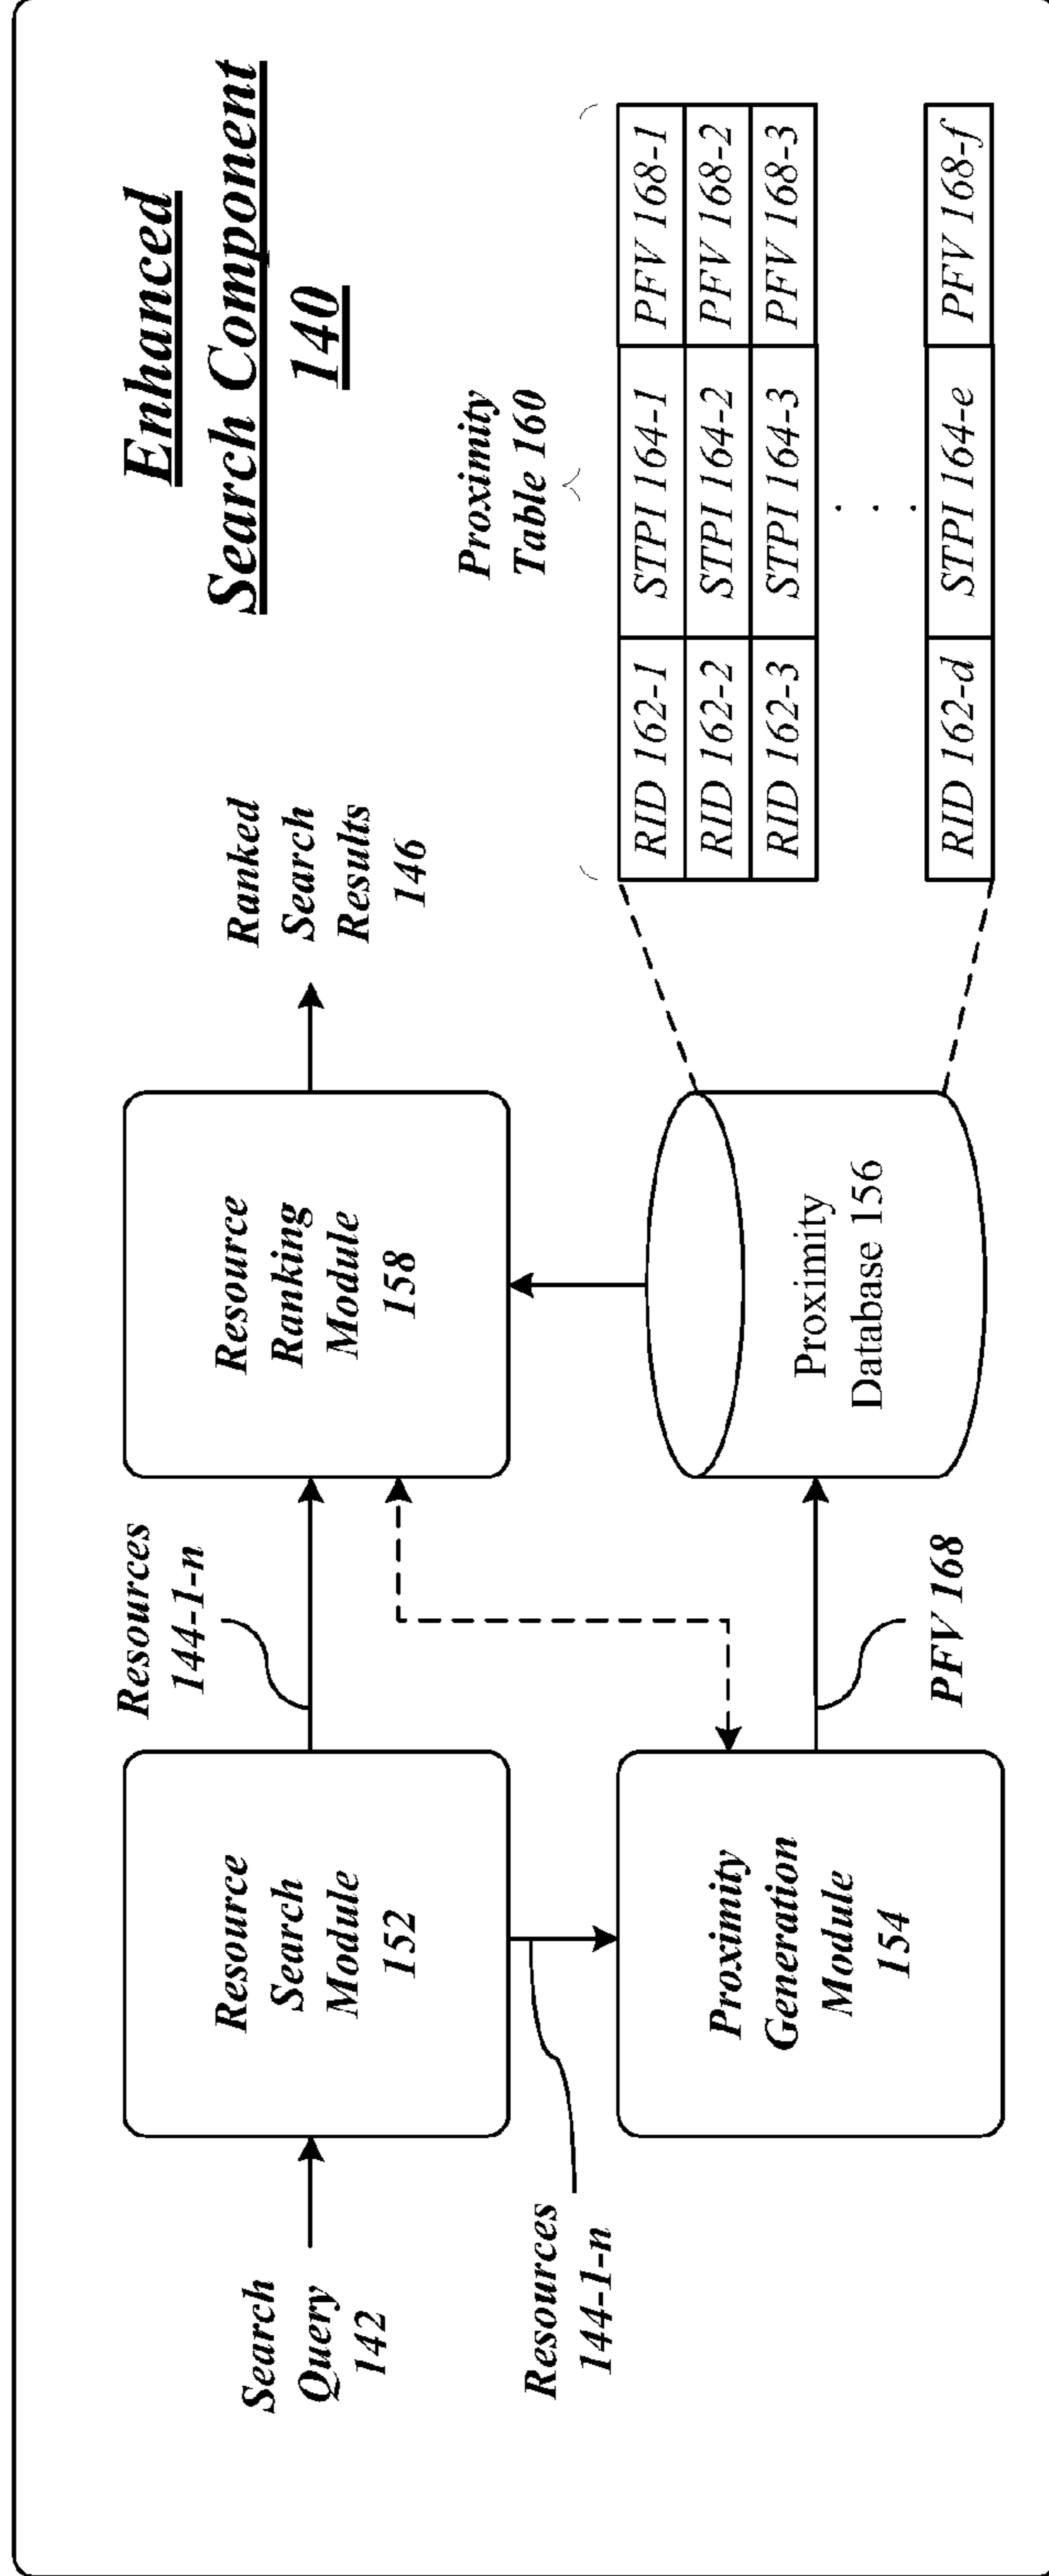 Enhanced
Search Component
140
Search
Query
142
Resource
Search
Module
152
Resources
144-1-n
Resource
Ranking
Module
158
Ranked
Search
Results
146
Resources
144-1-n
Proximity
Generation
Module
154
PFV 168
Proximity
Database 156
Proximity
Table 160
RID 162-1 STPI 164-1 PFV 168-1
RID 162-2 STPI 164-2 PFV 168-2
RID 162-3 STPI 164-3 PFV 168-3
RID 162-d STPI 164-e PFV 168-f